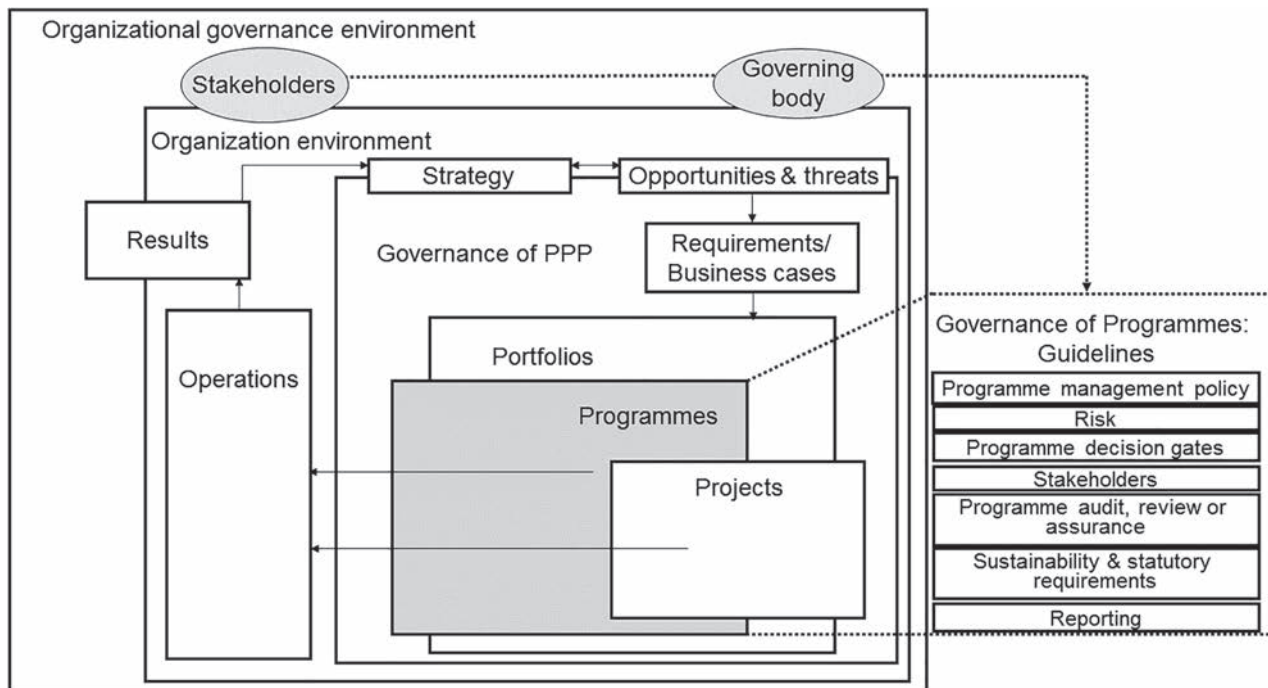 Organizational governance environment
Stakeholders
Governing
body
Organization environment
Strategy
Opportunities & threats
Results
Governance of PPP
Requirements/
Business cases
Portfolios
Operations
Programmes
Projects
Governance of Programmes:
Guidelines
Programme management policy
Risk
Programme decision gates
Stakeholders
Programme audit, review or
assurance
Sustainability & statutory
requirements
Reporting